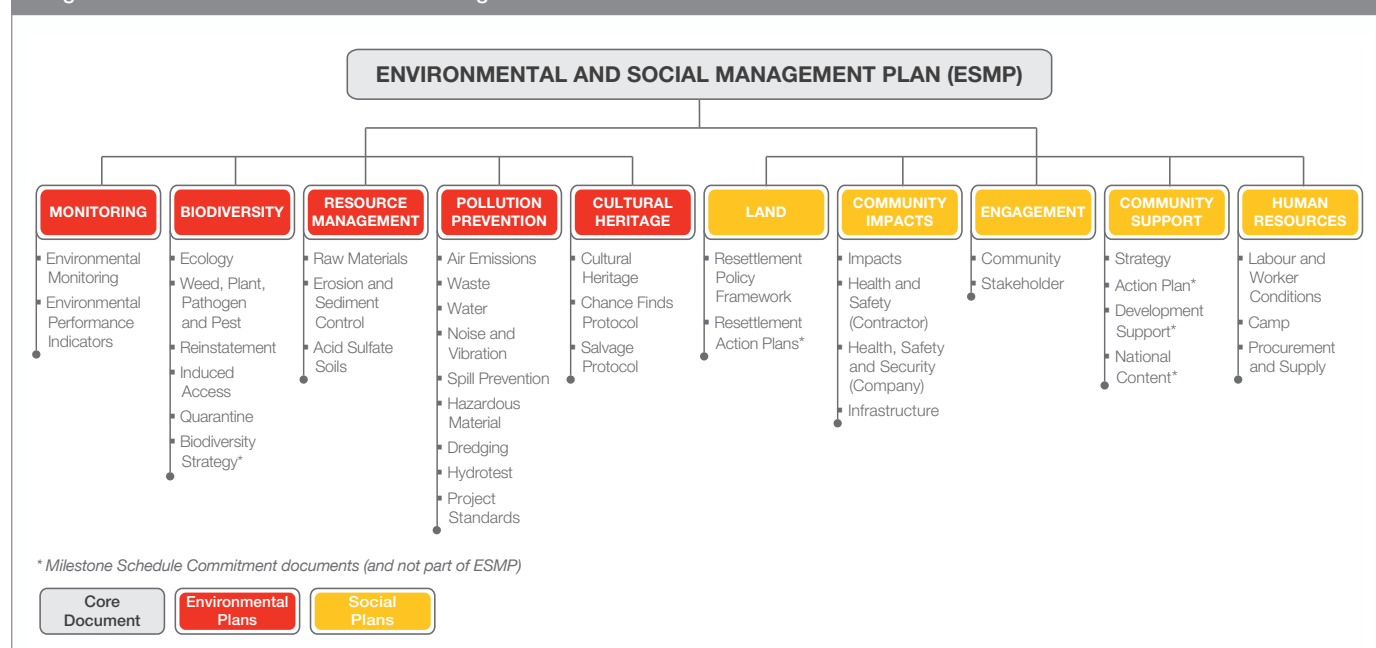 ENVIRONMENTAL AND SOCIAL MANAGEMENT PLAN (ESMP)
MONITORING
Environmental
Monitoring
Environmental
Performance
Indicators
BIODIVERSITY
Ecology
Weed, Plant,
Pathogen
and Pest
Reinstatement
Induced
Access
Quarantine
Biodiversity
Strategy*
RESOURCE
MANAGEMENT
Raw Materials
Erosion and
Sediment
Control
Acid Sulfate
Soils
POLLUTION
PREVENTION
Air Emissions
Waste
Water
Noise and
Vibration
Spill Prevention
Hazardous
Material
Dredging
Hydrotest
Project
Standards
CULTURAL
HERITAGE
Cultural
Heritage
Chance Finds
Protocol
Salvage
Protocol
LAND
Resettlement
Policy
Framework
Resettlement
Action Plans*
COMMUNITY
IMPACTS
Impacts
Health and
Safety
(Contractor)
Health, Safety
and Security
(Company)
Infrastructure
ENGAGEMENT
Community
Stakeholder
COMMUNITY
SUPPORT
Strategy
Action Plan*
Development
Support*
National
Content*
HUMAN
RESOURCES
Labour and
Worker
Conditions
Camp
Procurement
and Supply
* Milestone Schedule Commitment documents (and not part of ESMP)
Core
Document
Environmental
Plans
Social
Plans